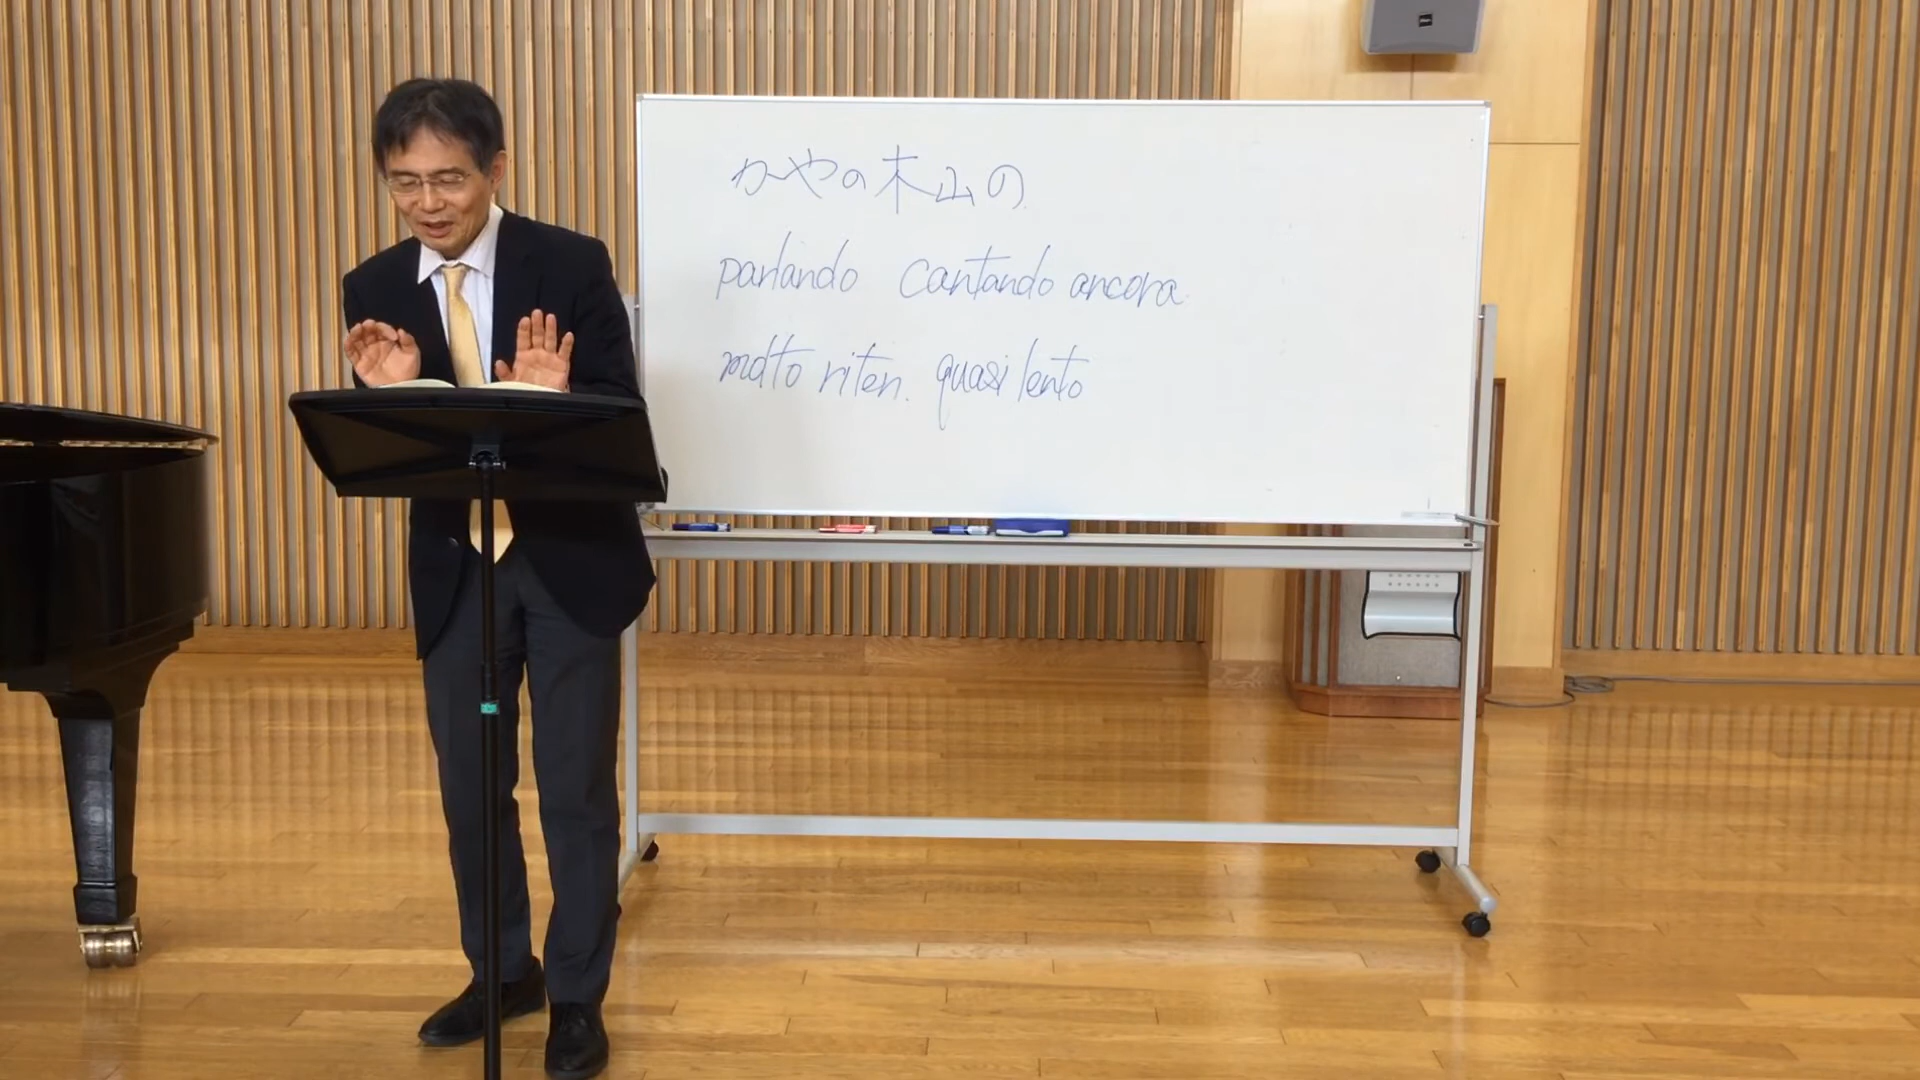 かやの木山の
parlando cantando ancora
molto riten. quasi lento